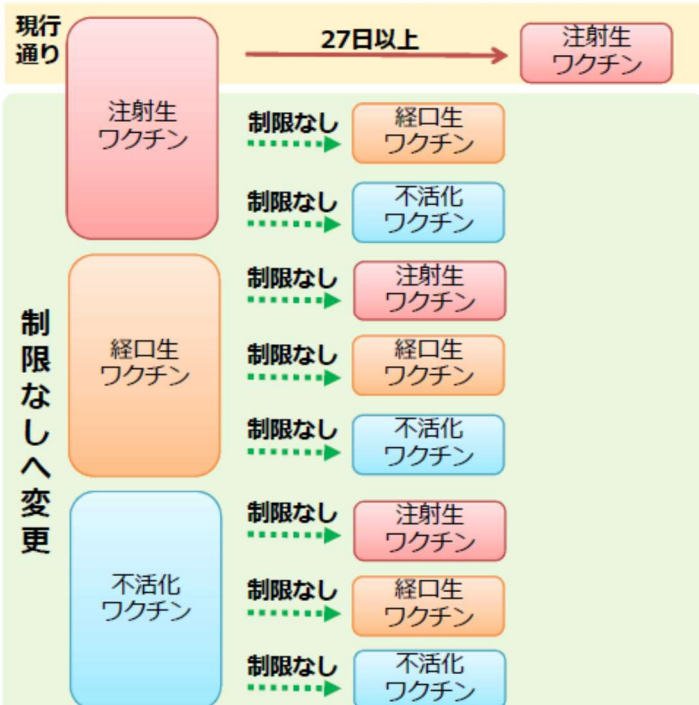 現行
通り
注射生
ワクチン
27日以上
注射生
ワクチン
制限なし
経口生
ワクチン
制限なし
不活化
ワクチン
制限なしへ変更
経口生
ワクチン
制限なし
注射生
ワクチン
制限なし
経口生
ワクチン
制限なし
不活化
ワクチン
不活化
ワクチン
制限なし
注射生
ワクチン
制限なし
経口生
ワクチン
制限なし
不活化
ワクチン